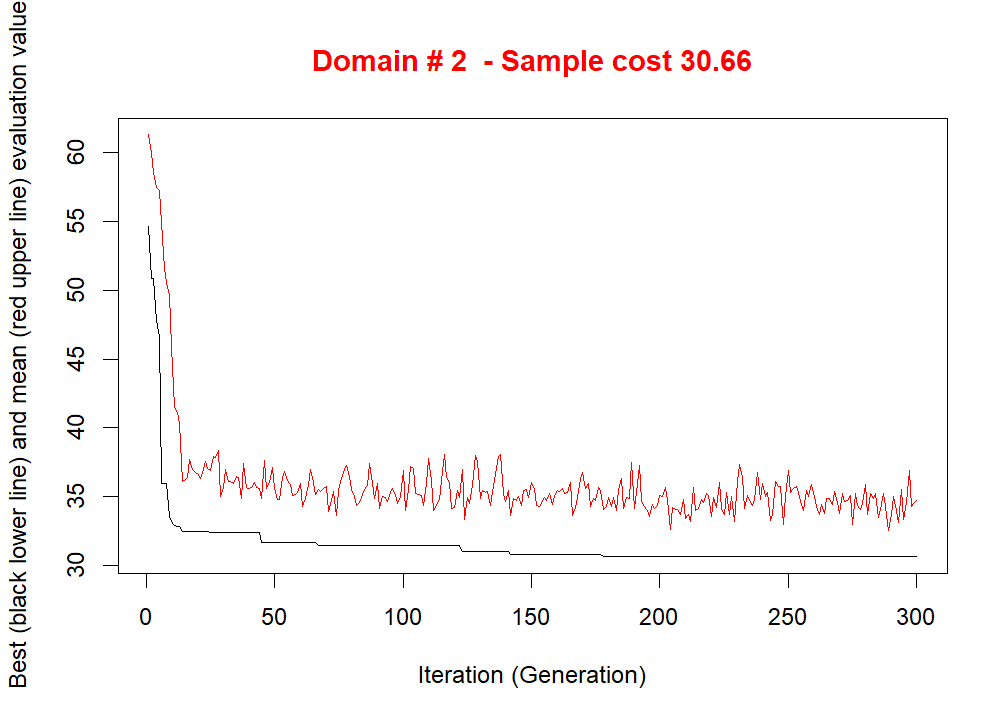 Domain # 2  - Sample cost 30.66
Best (black lower line) and mean (red upper line) evaluation value
60
55
50
45
40
35
30
0 50 100 150 200 250 300
Iteration (Generation)